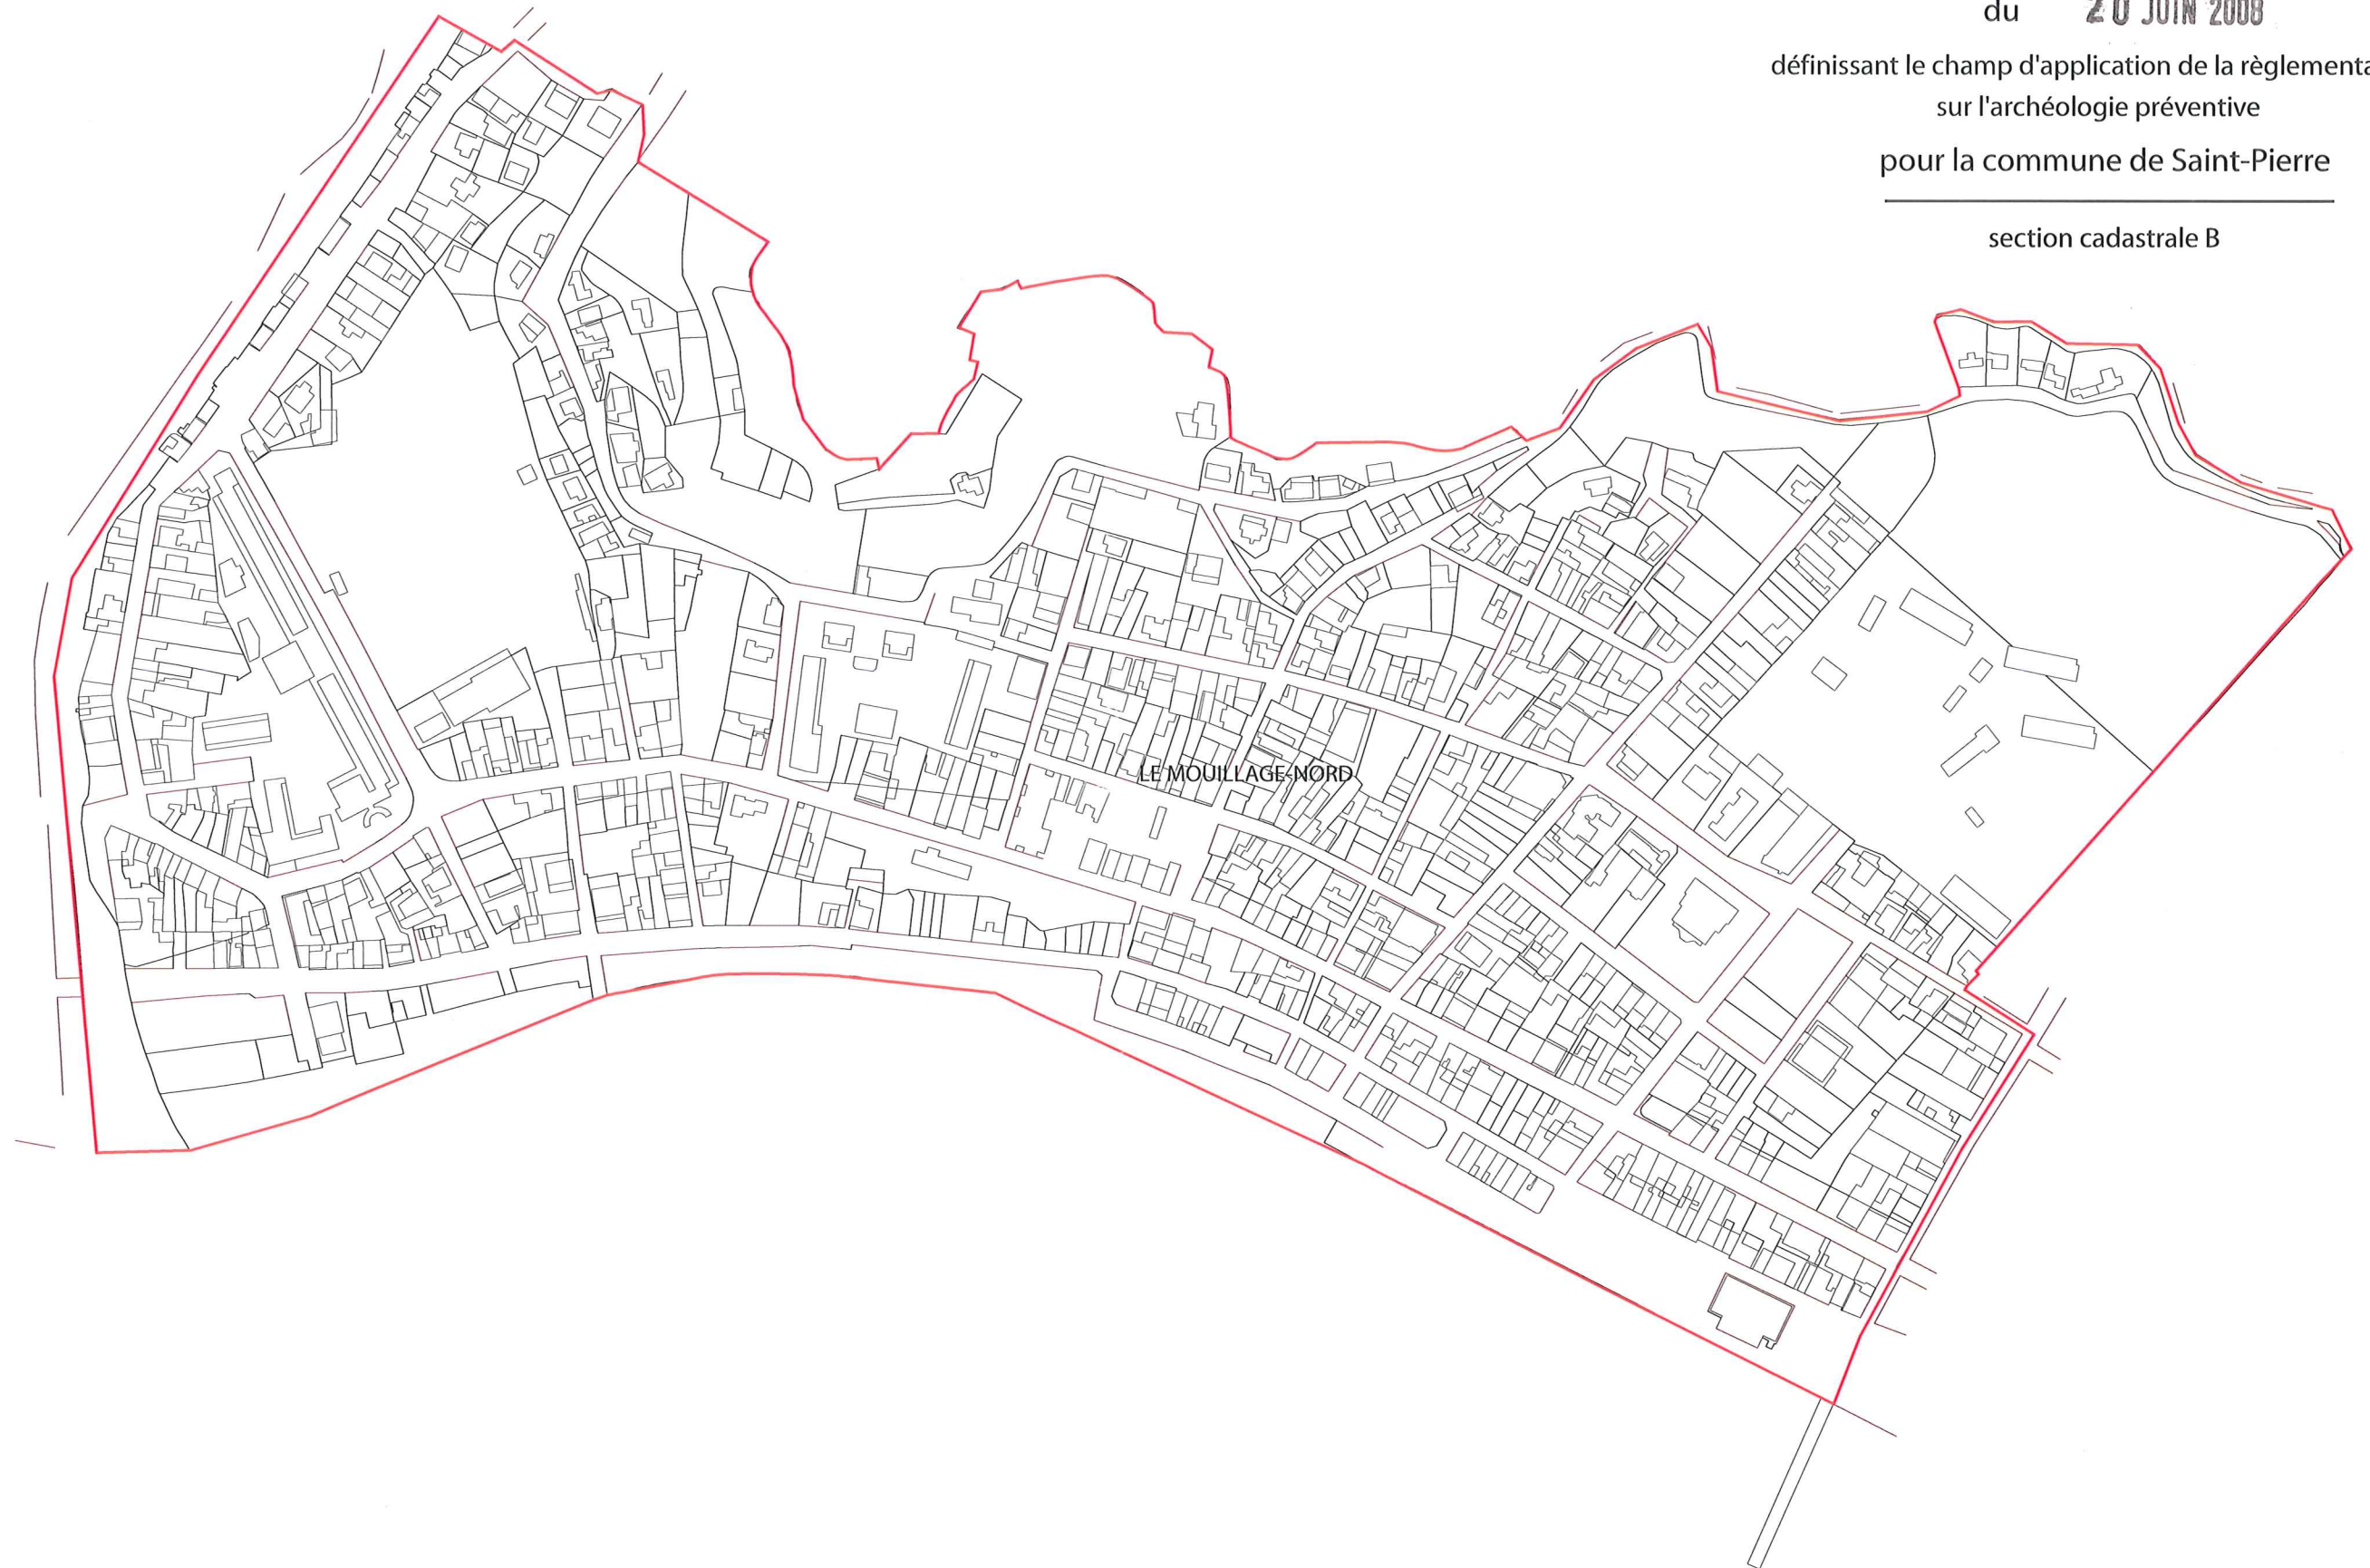 du 20 JUIN 2008
définissant le champ d'application de la règlementa
sur l'archéologie préventive
pour la commune de Saint-Pierre
section cadastrale B
LE MOUILLAGE-NORD